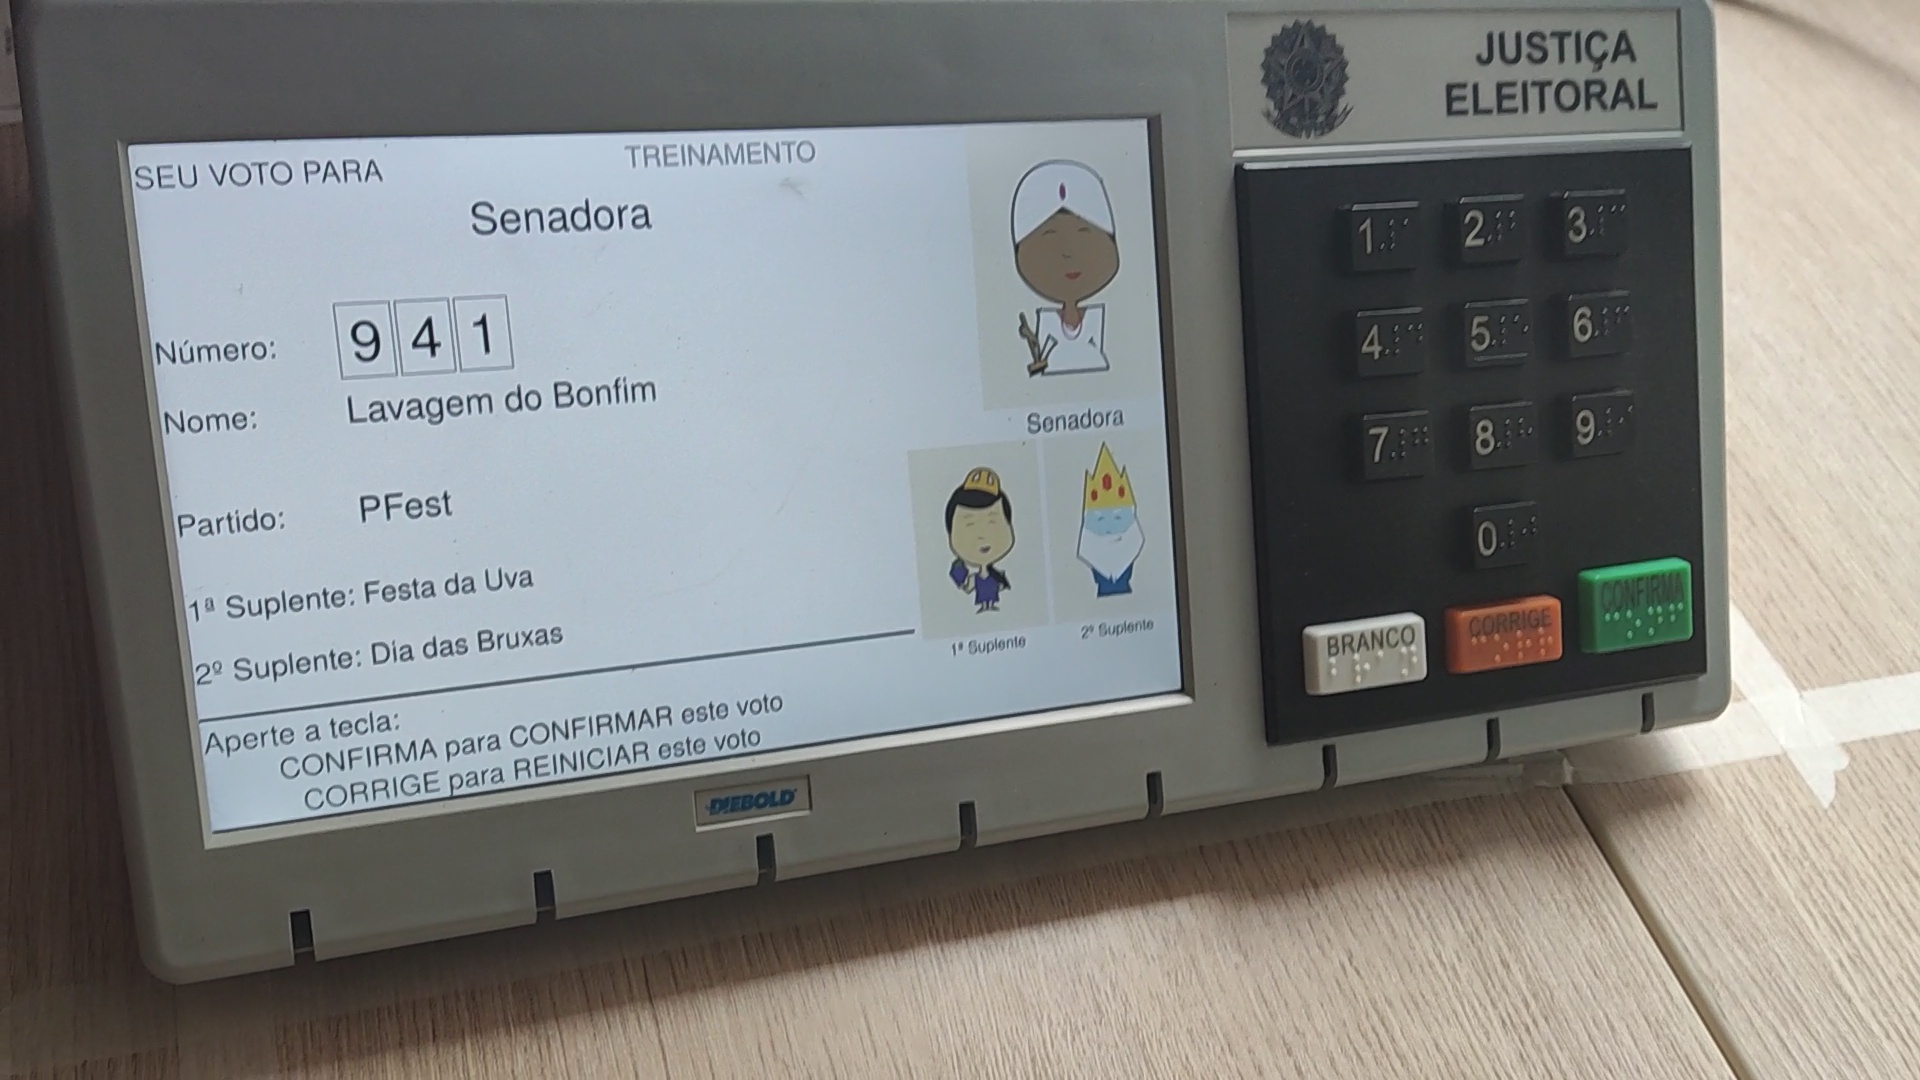 SEU VOTO PARA
TREINAMENTO
Senadora
Número: 9 4 1
Nome: Lavagem do Bonfim
Partido: PFest
1ª Suplente: Festa da Uva
2º Suplente: Dia das Bruxas
Senadora
1ª Suplente
2º Suplente
Aperte a tecla:
CONFIRMA para CONFIRMAR este voto
CORRIGE para REINICIAR este voto
DIEBOLD
JUSTIÇA
ELEITORAL
1 2 3
4 5 6
7 8 9
0
BRANCO CORRIGE CONFIRMA